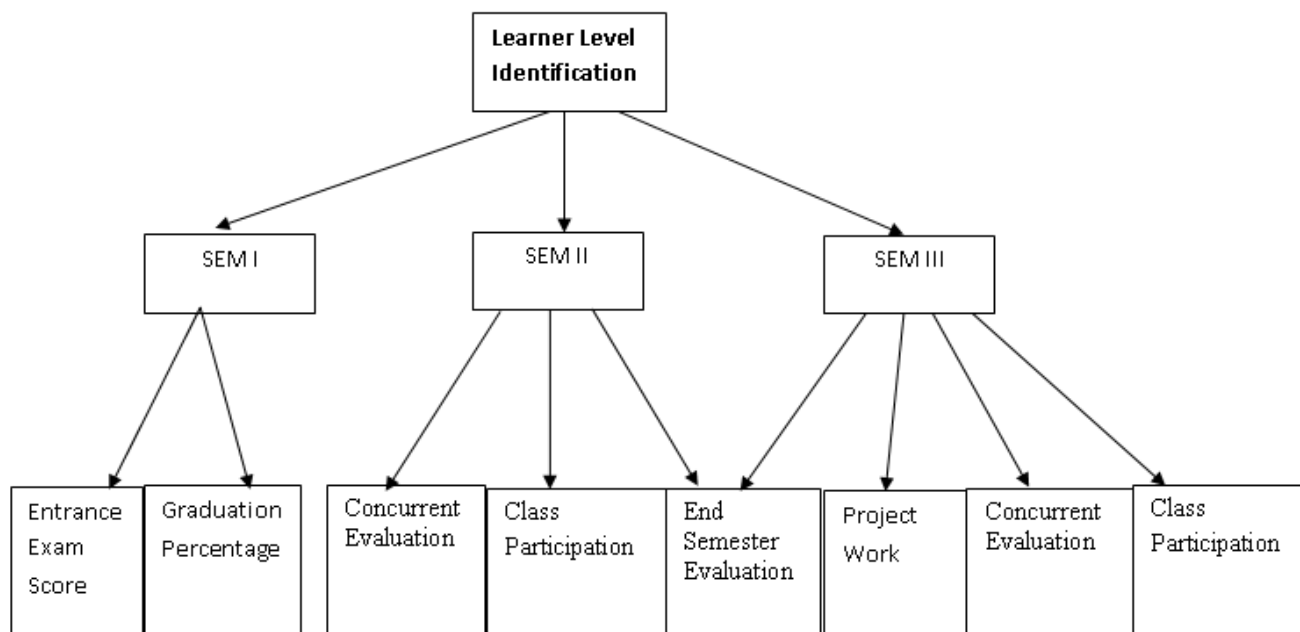 Learner Level
Identification
SEM I
SEM II
SEM III
Entrance
Exam
Score
Graduation
Percentage
Concurrent
Evaluation
Class
Participation
End
Semester
Evaluation
Project
Work
Concurrent
Evaluation
Class
Participation